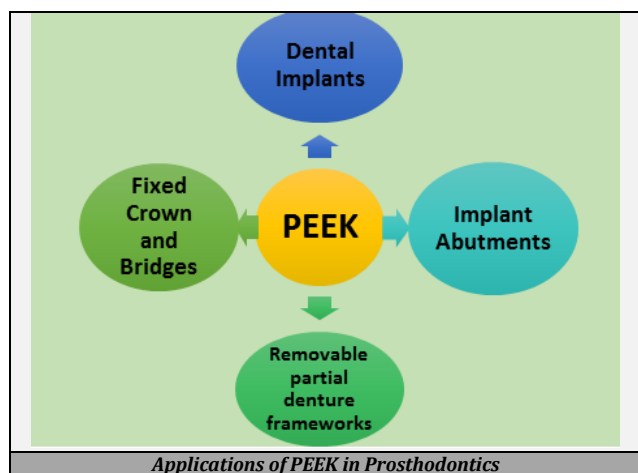 Dental
Implants
Fixed
Crown
and
Bridges
PEEK
Implant
Abutments
Removable
partial
denture
frameworks
Applications of PEEK in Prosthodontics